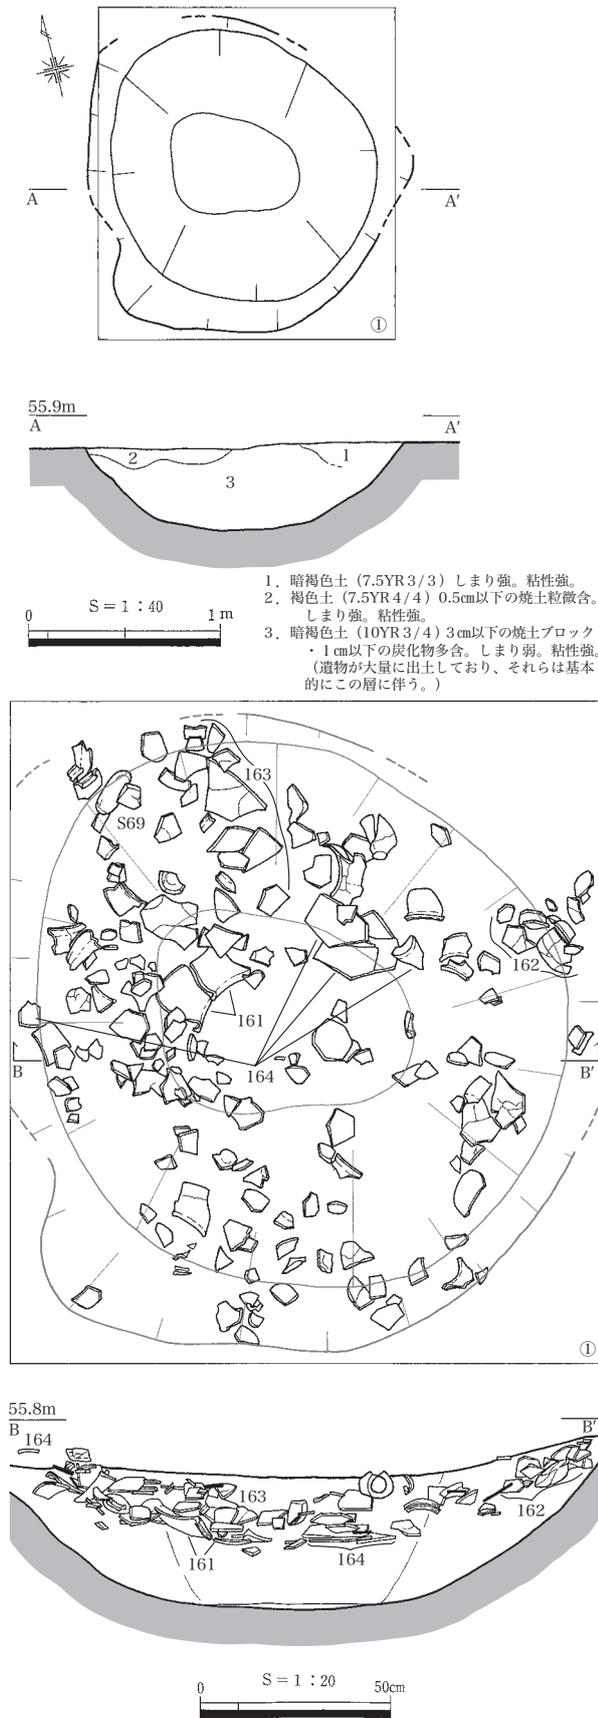 A
A′
①
55.9m
A
A′
2
1
3
S=1：40
0
1 m
1．暗褐色土（7.5YR 3/3）しまり強。粘性強。
2．褐色土（7.5YR 4/4）0.5㎝以下の焼土粒微含。
しまり強。粘性強。
3．暗褐色土（10YR 3/4）3㎝以下の焼土ブロック
・1㎝以下の炭化物多含。しまり弱。粘性強。
（遺物が大量に出土しており、それらは基本
的にこの層に伴う。）
163
S69
162
161
164
B
B′
①
55.8m
B
164
B′
163
162
161
164
S=1：20
0
50cm